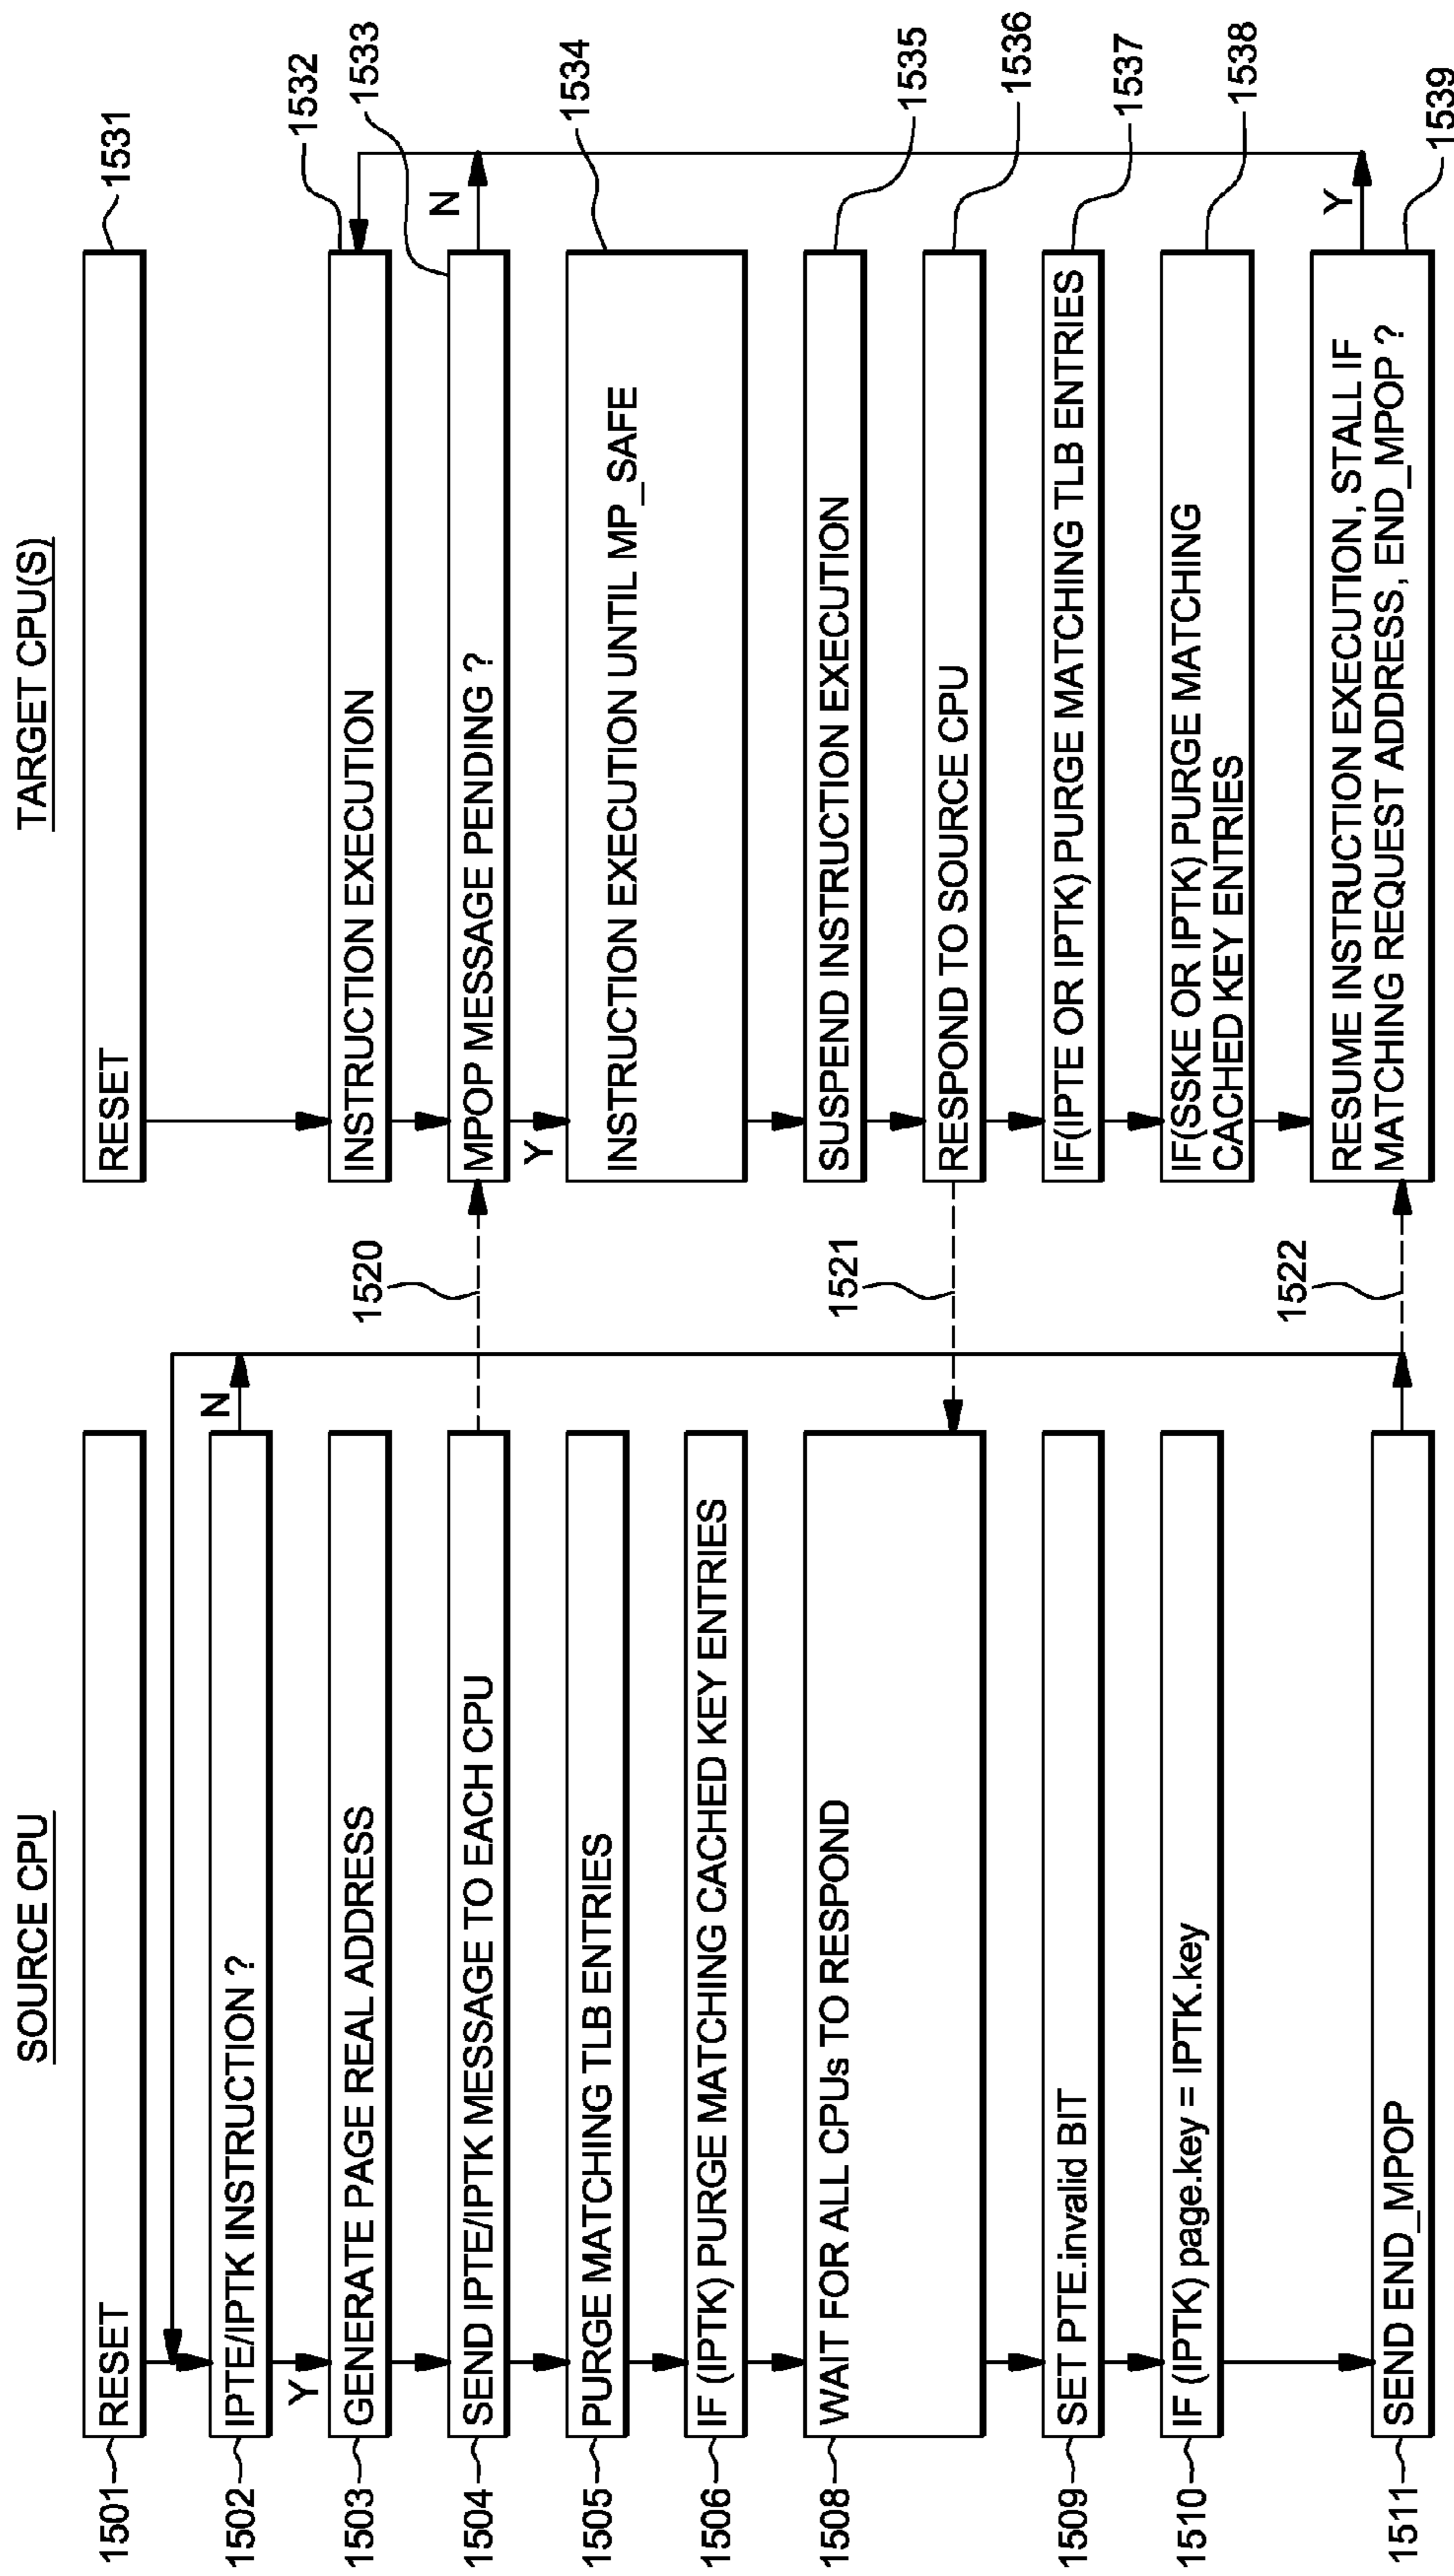 SOURCE CPU
1501
RESET
1502
IPTE/IPTK INSTRUCTION ?
N
Y
1503
GENERATE PAGE REAL ADDRESS
1504
SEND IPTE/IPTK MESSAGE TO EACH CPU
1505
PURGE MATCHING TLB ENTRIES
1506
IF (IPTK) PURGE MATCHING CACHED KEY ENTRIES
1508
WAIT FOR ALL CPUs TO RESPOND
1509
SET PTE.invalid BIT
1510
IF (IPTK) page.key = IPTK.key
1511
SEND END_MPOP
1520
1521
1522
TARGET CPU(S)
RESET
1531
INSTRUCTION EXECUTION
1532
MPOP MESSAGE PENDING ?
1533
N
Y
INSTRUCTION EXECUTION UNTIL MP_SAFE
1534
SUSPEND INSTRUCTION EXECUTION
1535
RESPOND TO SOURCE CPU
1536
IF(IPTE OR IPTK) PURGE MATCHING TLB ENTRIES
1537
IF(SSKE OR IPTK) PURGE MATCHING
CACHED KEY ENTRIES
1538
RESUME INSTRUCTION EXECUTION, STALL IF
MATCHING REQUEST ADDRESS, END_MPOP ?
Y
1539